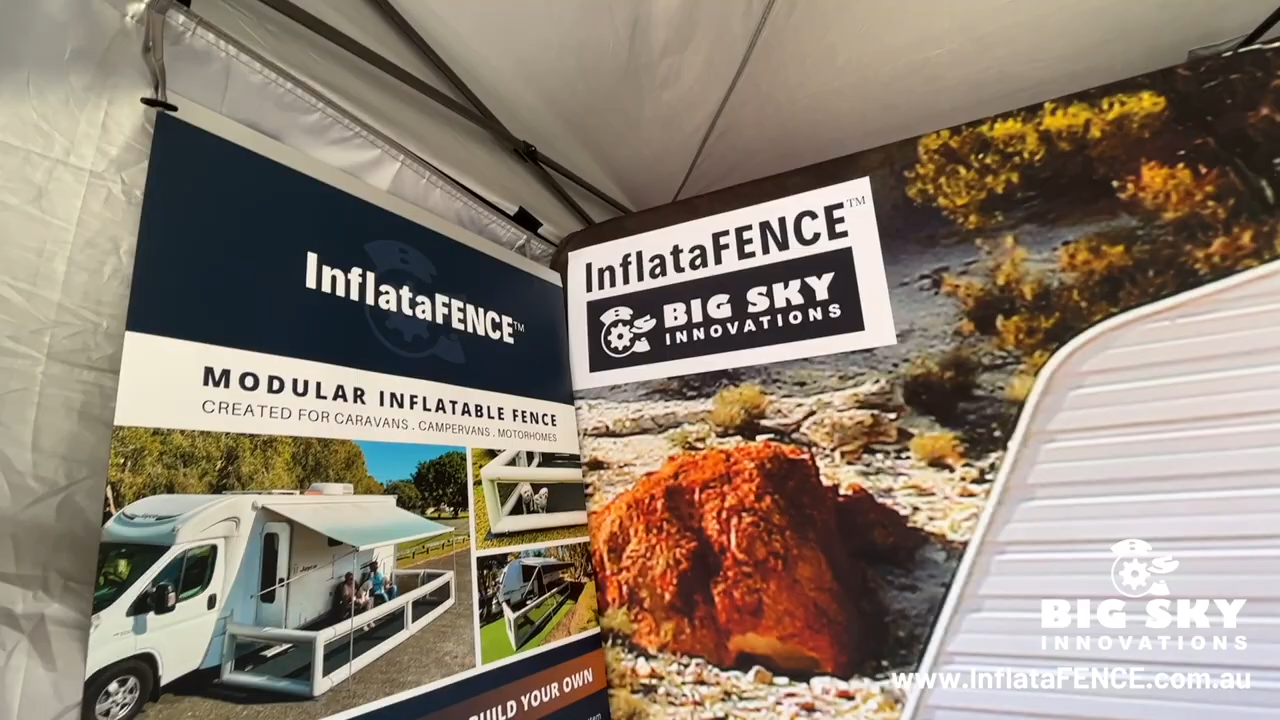 InflataFENCE™
MODULAR INFLATABLE FENCE
CREATED FOR CARAVANS . CAMPERVANS . MOTORHOMES
BUILD YOUR OWN
InflataFENCE™
BIG SKY
INNOVATIONS
BIG SKY
INNOVATIONS
www.InflataFENCE.com.au